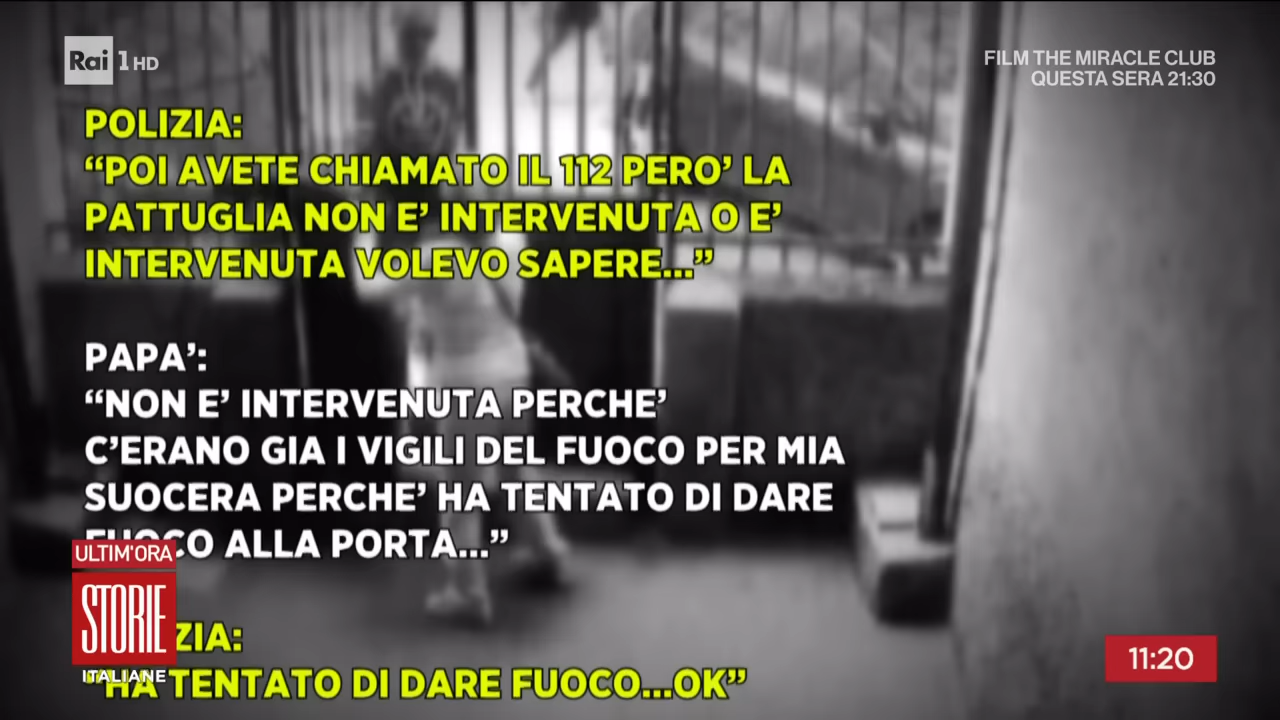 Rai 1 HD
FILM THE MIRACLE CLUB
QUESTA SERA 21:30
POLIZIA:
“POI AVETE CHIAMATO IL 112 PERO’ LA
PATTUGLIA NON E’ INTERVENUTA O E’
INTERVENUTA VOLEVO SAPERE...”
PAPA’:
“NON E’ INTERVENUTA PERCHE’
C’ERANO GIA I VIGILI DEL FUOCO PER MIA
SUOCERA PERCHE’ HA TENTATO DI DARE
FUOCO ALLA PORTA...”
ULTIM'ORA
STORIE
ITALIANE
ZIA:
“HA TENTATO DI DARE FUOCO...OK”
11:20